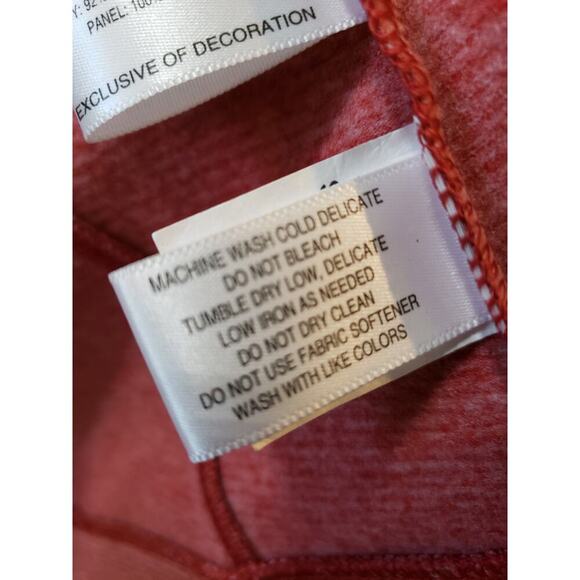 Y: 92%
PANEL: 100%
EXCLUSIVE OF DECORATION
MACHINE WASH COLD DELICATE
DO NOT BLEACH
TUMBLE DRY LOW, DELICATE
LOW IRON AS NEEDED
DO NOT DRY CLEAN
DO NOT USE FABRIC SOFTENER
WASH WITH LIKE COLORS